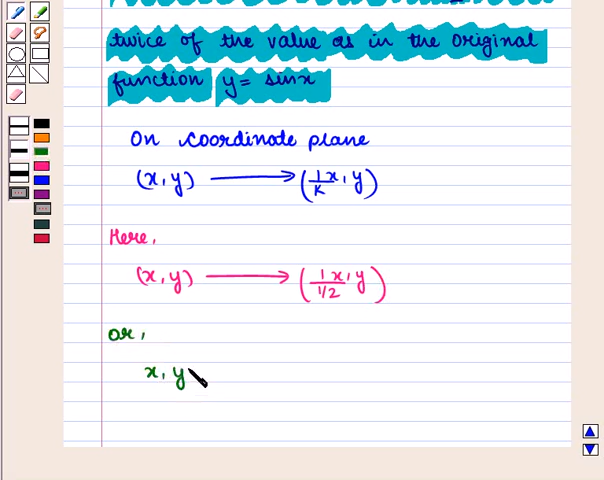 twice of the value as in the original
function y = sinx
On coordinate plane
(x, y) ⟶ (1/k x, y)
Here,
(x, y) ⟶ (1/1/2 x, y)
or,
x, y